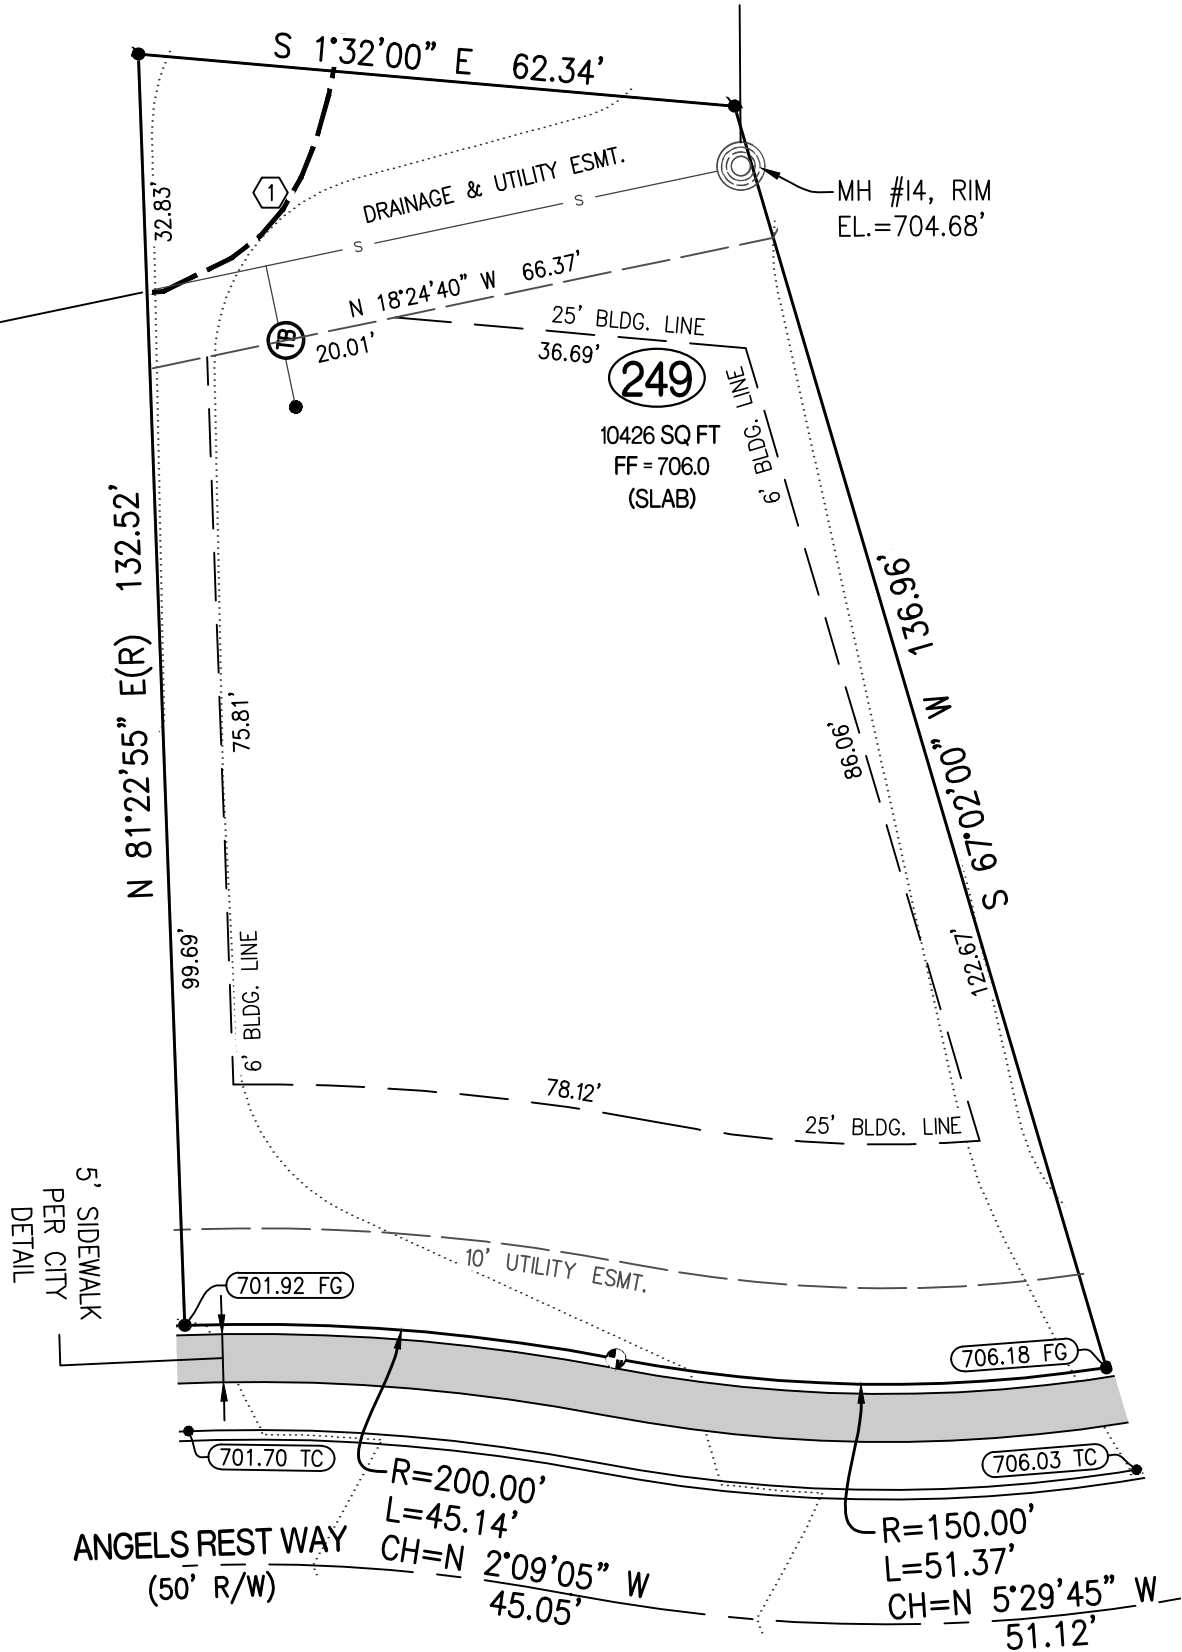 S 1°32'00" E 62.34'
32.83'
1
DRAINAGE & UTILITY ESMT.
S
S
MH #14, RIM
EL.=704.68'
N 18°24'40" W 66.37'
TB
20.01'
25' BLDG. LINE
36.69'
249
10426 SQ FT
FF = 706.0
(SLAB)
6' BLDG. LINE
N 81°22'55" E(R) 132.52'
75.81'
86.06'
S 67°02'00" W 136.96'
99.69'
6' BLDG. LINE
122.67'
78.12'
25' BLDG. LINE
5' SIDEWALK
PER CITY
DETAIL
10' UTILITY ESMT.
701.92 FG
706.18 FG
701.70 TC
706.03 TC
R=200.00'
L=45.14'
CH=N 2°09'05" W
45.05'
R=150.00'
L=51.37'
CH=N 5°29'45" W
51.12'
ANGELS REST WAY
(50' R/W)